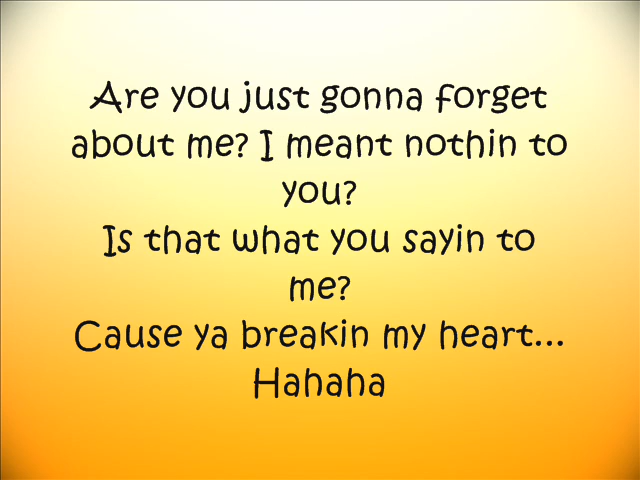 Are you just gonna forget
about me? I meant nothin to
you?
Is that what you sayin to
me?
Cause ya breakin my heart...
Hahaha